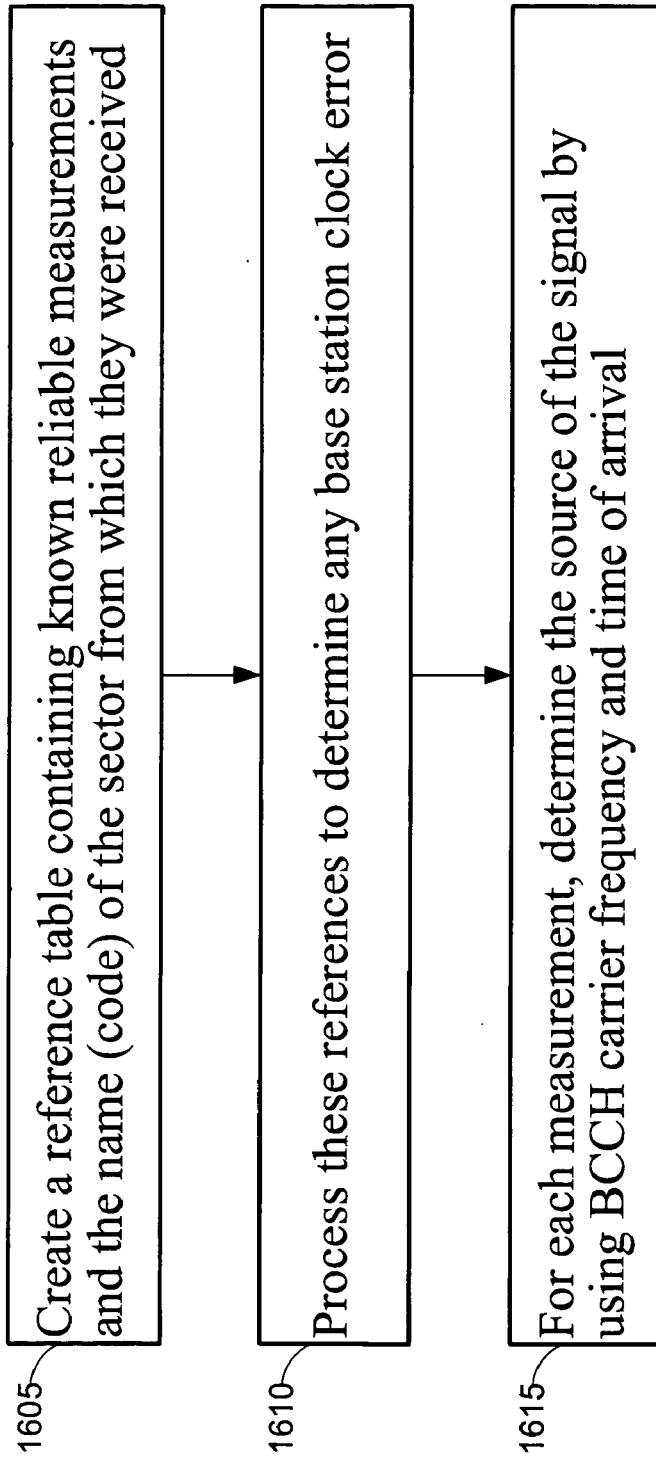 1605
Create a reference table containing known reliable measurements
and the name (code) of the sector from which they were received
1610
Process these references to determine any base station clock error
1615
For each measurement, determine the source of the signal by
using BCCH carrier frequency and time of arrival